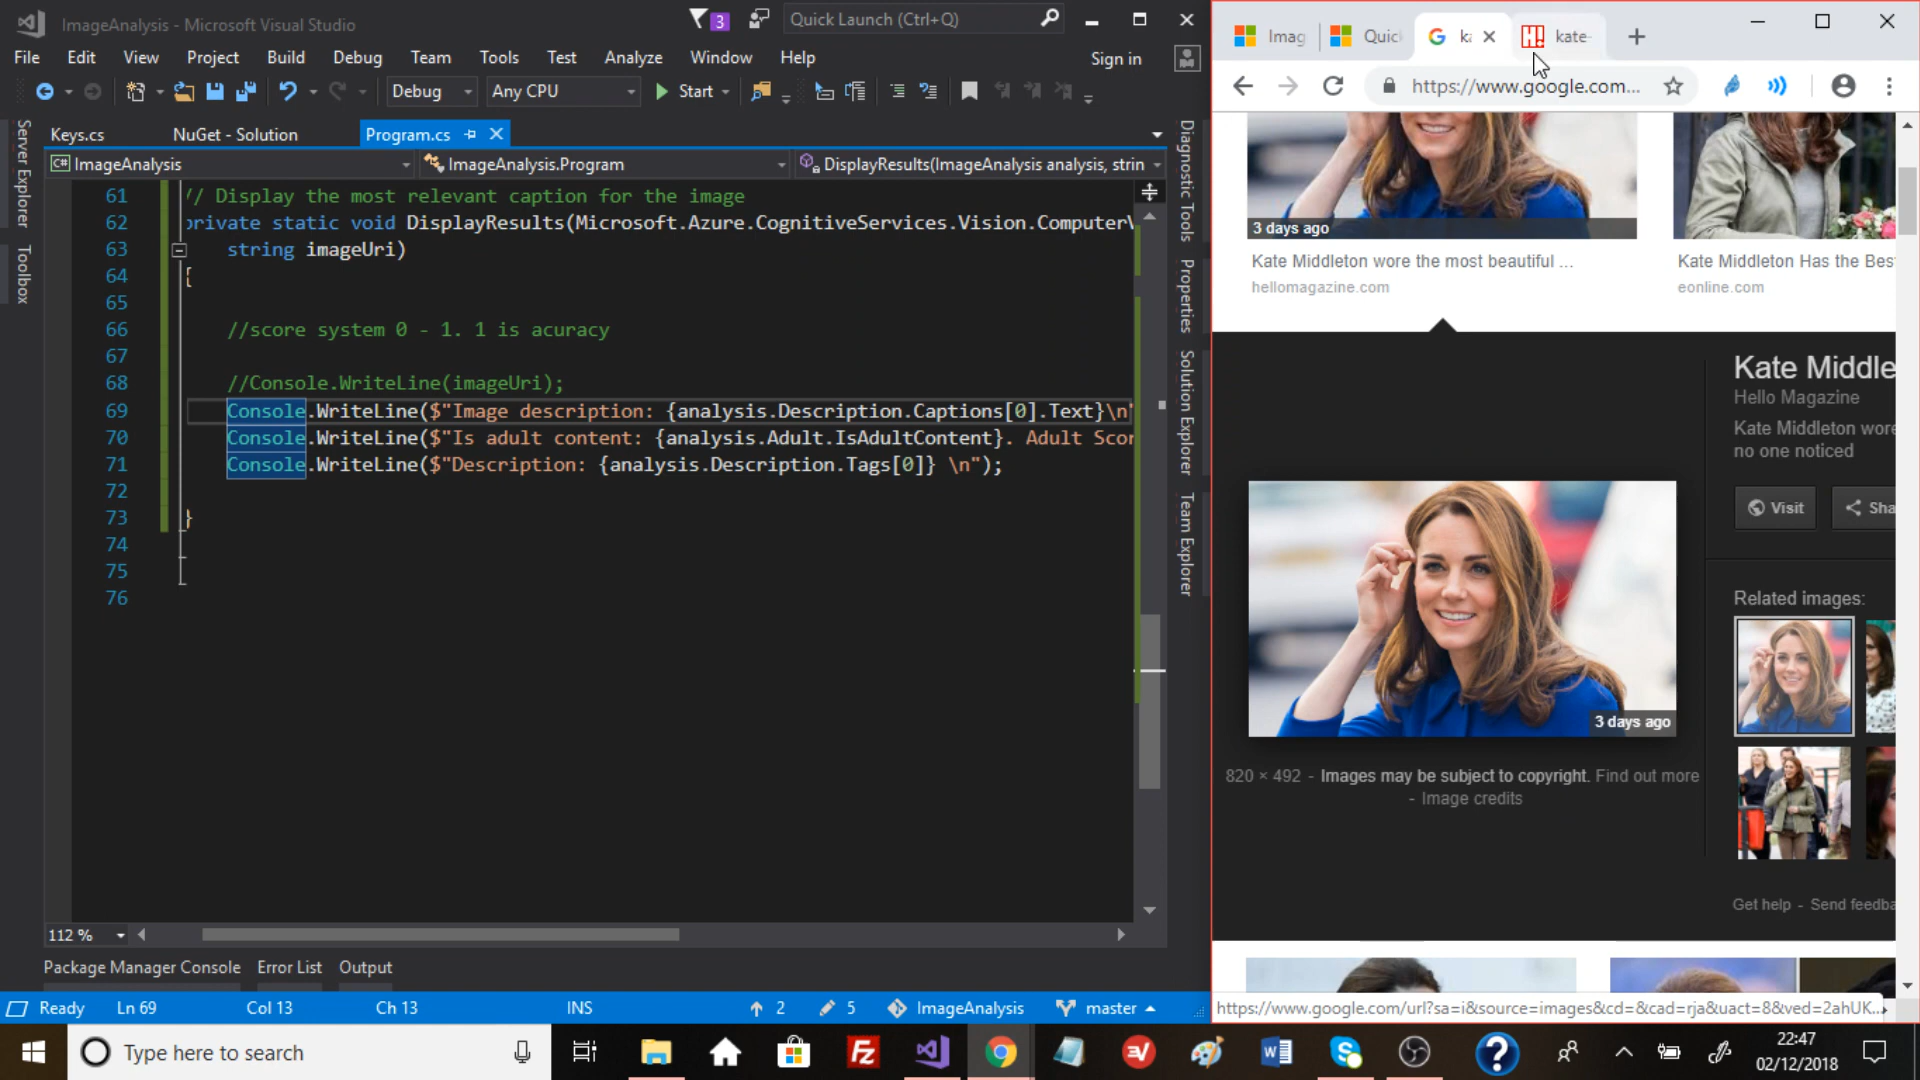 ImageAnalysis - Microsoft Visual Studio
3
Quick Launch (Ctrl+Q)
File Edit View Project Build Debug Team Tools Test Analyze Window Help
Sign in
Debug Any CPU Start
Keys.cs NuGet - Solution Program.cs
C# ImageAnalysis ImageAnalysis.Program DisplayResults(ImageAnalysis analysis, strin
Server Explorer
Toolbox
61 // Display the most relevant caption for the image
62 private static void DisplayResults(Microsoft.Azure.CognitiveServices.Vision.ComputerV
63 string imageUri)
64 {
65
66 //score system 0 - 1. 1 is acuracy
67
68 //Console.WriteLine(imageUri);
69 Console.WriteLine($"Image description: {analysis.Description.Captions[0].Text}\n"
70 Console.WriteLine($"Is adult content: {analysis.Adult.IsAdultContent}. Adult Scor
71 Console.WriteLine($"Description: {analysis.Description.Tags[0]} \n");
72
73 }
74
75
76
Diagnostic Tools
Properties
Solution Explorer
Team Explorer
112 %
Package Manager Console Error List Output
Ready Ln 69 Col 13 Ch 13 INS 2 5 ImageAnalysis master
Imag Quic ka kate-
https://www.google.com...
3 days ago
Kate Middleton wore the most beautiful ...
hellomagazine.com
Kate Middleton Has the Bes
eonline.com
Kate Middle
Hello Magazine
Kate Middleton wore
no one noticed
Visit Sha
3 days ago
820 × 492 - Images may be subject to copyright. Find out more
- Image credits
Related images:
Get help - Send feedba
https://www.google.com/url?sa=i&source=images&cd=&cad=rja&uact=8&ved=2ahUK...
Type here to search
22:47
02/12/2018